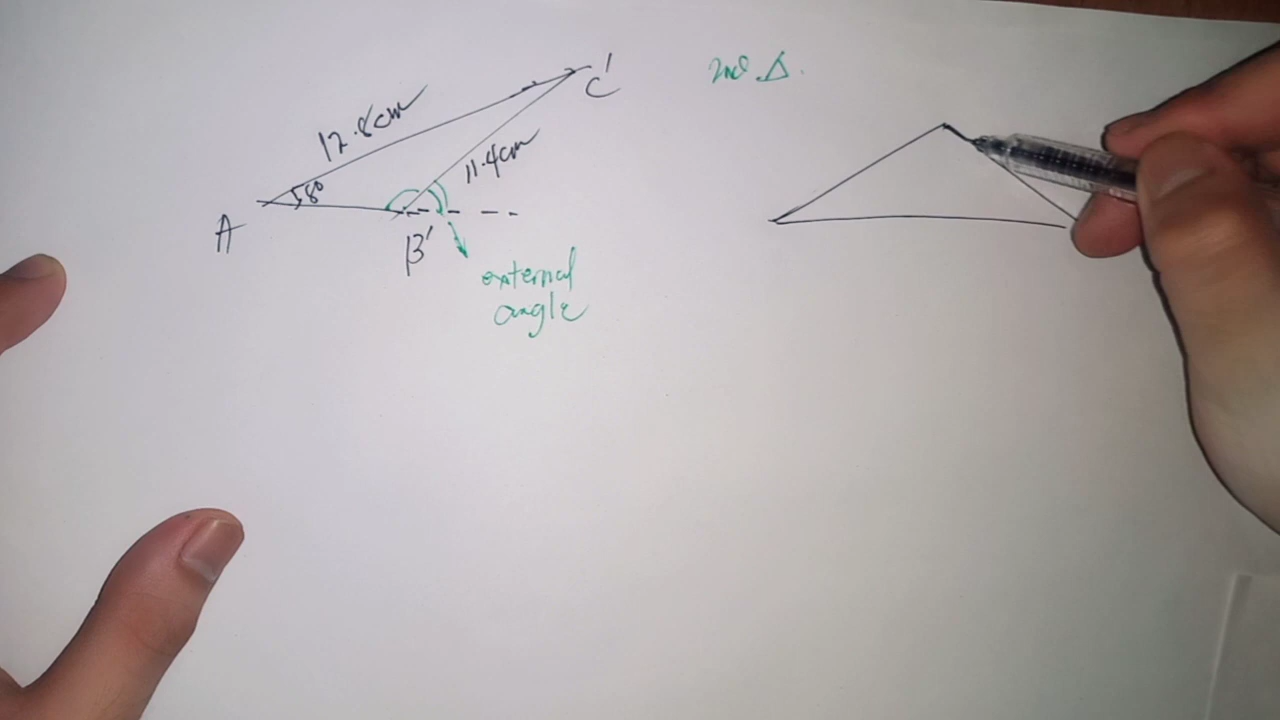 12.8cm
C'
58°
11.4cm
A
B'
external
angle
2nd Δ.